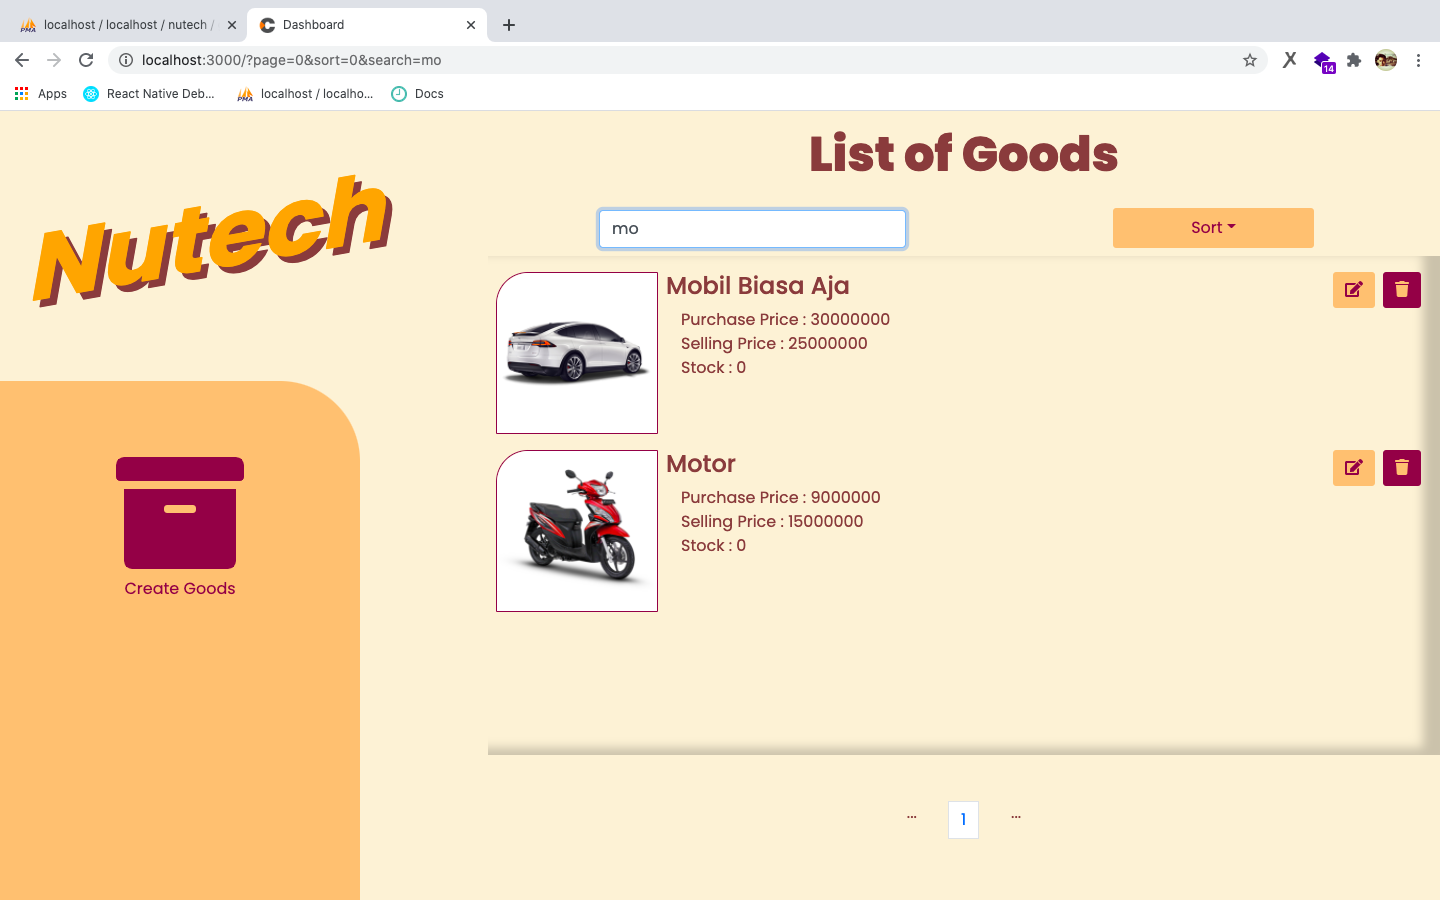 localhost / localhost / nutech /
Dashboard
localhost:3000/?page=0&sort=0&search=mo
14
Apps
React Native Deb...
localhost / localho...
Docs
Nutech
List of Goods
mo
Sort
Mobil Biasa Aja
Purchase Price : 30000000
Selling Price : 25000000
Stock : 0
Motor
Purchase Price : 9000000
Selling Price : 15000000
Stock : 0
Create Goods
... 1 ...